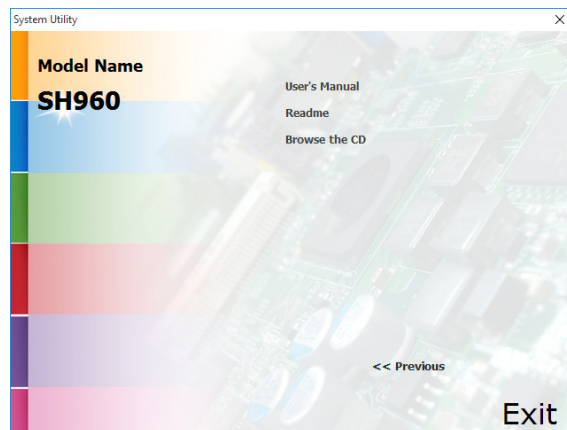 System Utility
Model Name
SH960
User's Manual
Readme
Browse the CD
<< Previous
Exit